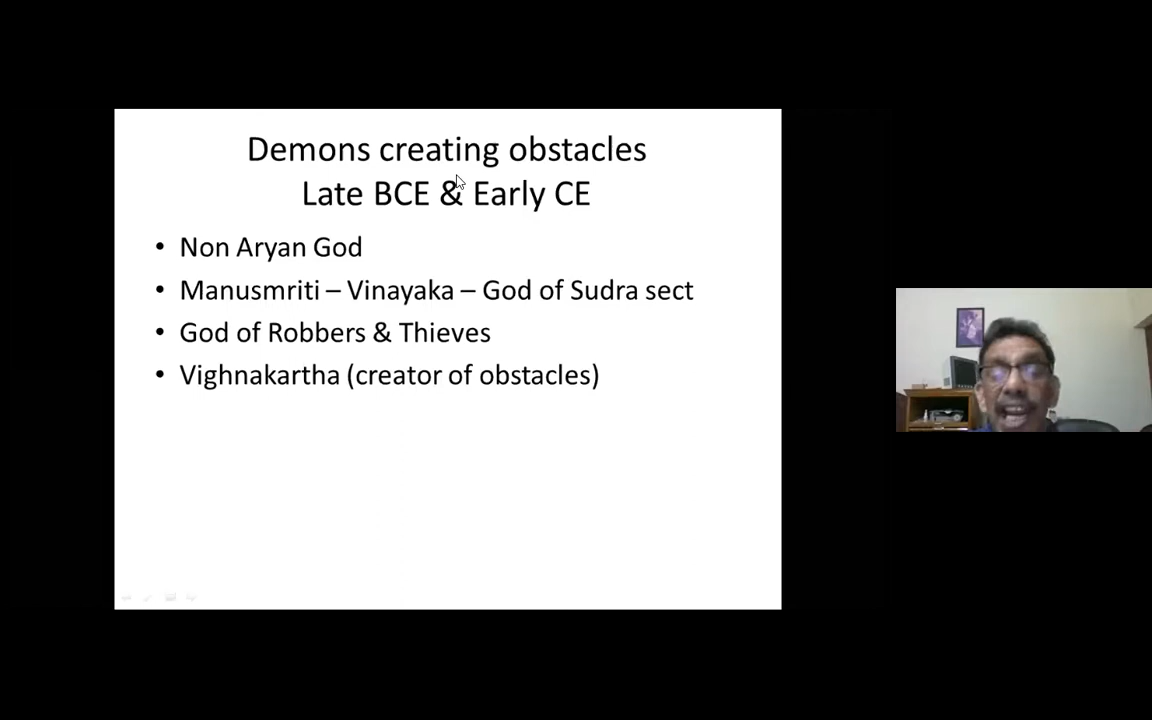 Demons creating obstacles
Late BCE & Early CE
• Non Aryan God
• Manusmriti – Vinayaka – God of Sudra sect
• God of Robbers & Thieves
• Vighnakartha (creator of obstacles)